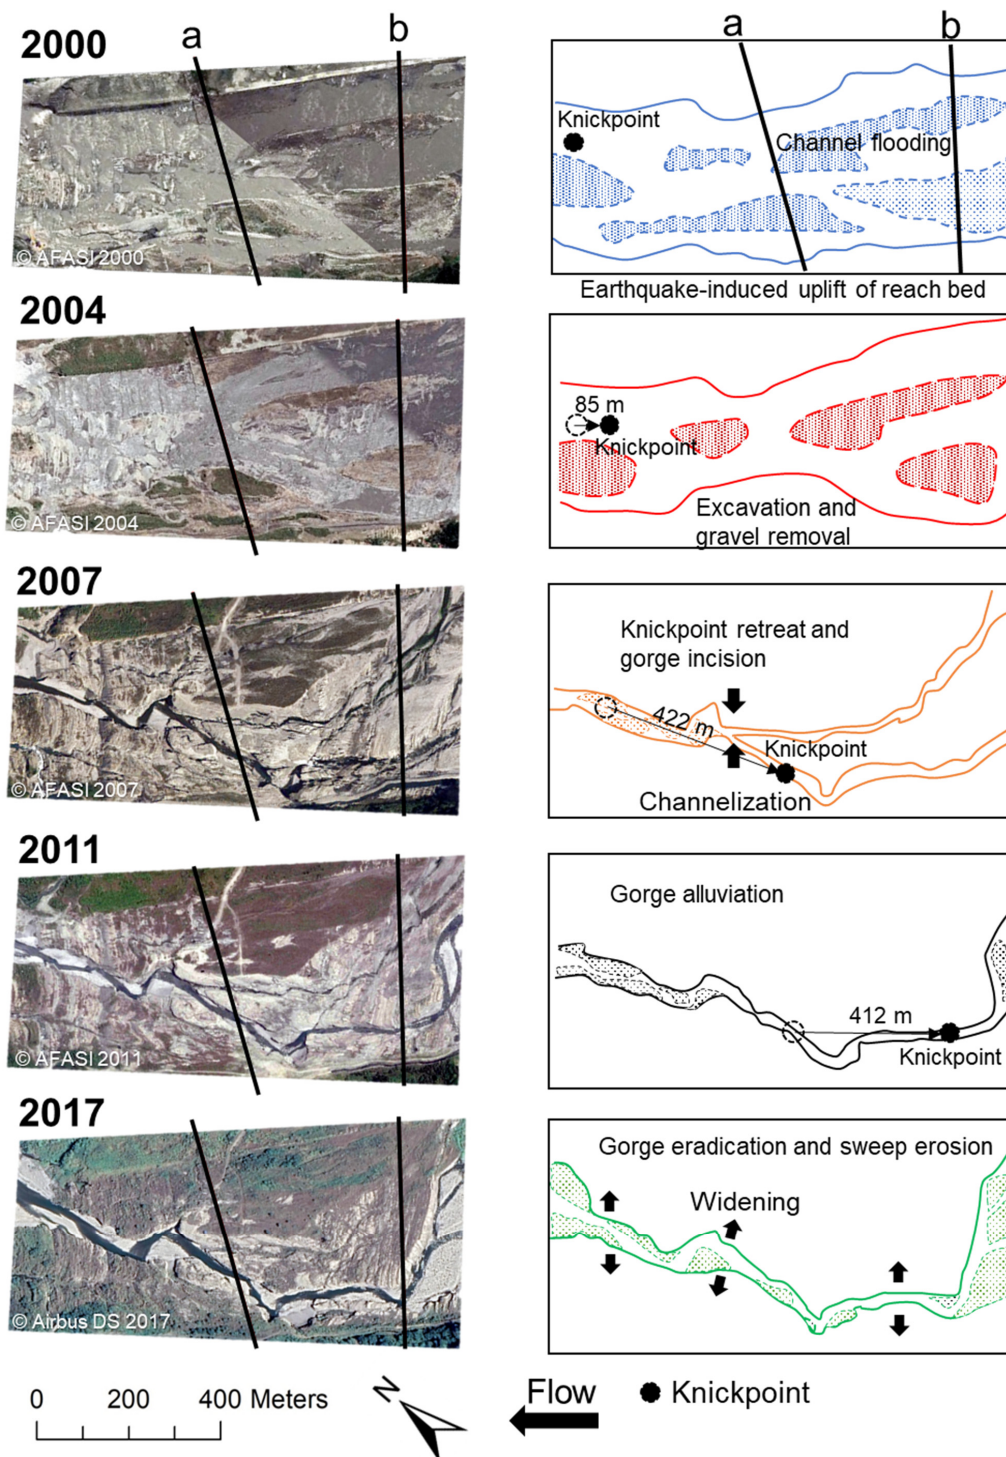 2000
a
b
© AFASI 2000
a
b
Knickpoint
Channel flooding
Earthquake-induced uplift of reach bed
2004
© AFASI 2004
85 m
Knickpoint
Excavation and
gravel removal
2007
© AFASI 2007
Knickpoint retreat and
gorge incision
422 m
Knickpoint
Channelization
2011
© AFASI 2011
Gorge alluviation
412 m
Knickpoint
2017
© Airbus DS 2017
Gorge eradication and sweep erosion
Widening
0 200 400 Meters
N
Flow
Knickpoint